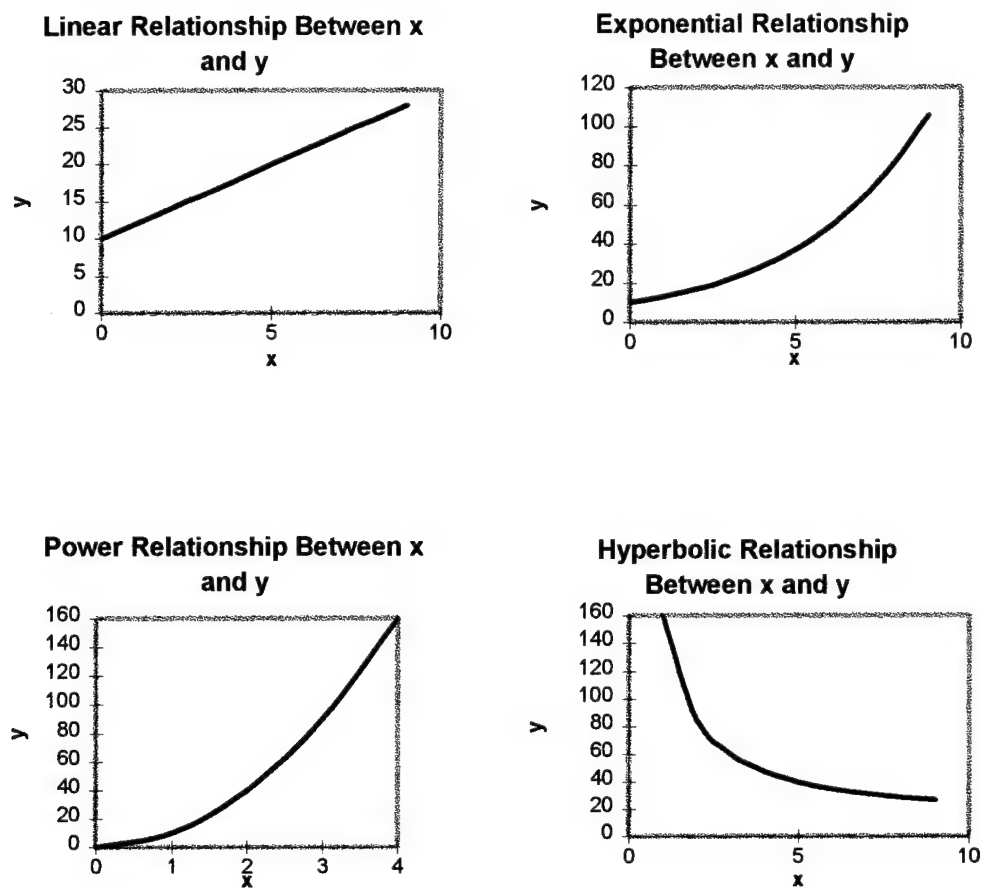 Linear Relationship Between x
and y
30
25
20
15
10
5
0
y
0 5 10
x
Exponential Relationship
Between x and y
120
100
80
60
40
20
0
y
0 5 10
x
Power Relationship Between x
and y
160
140
120
100
80
60
40
20
0
y
0 1 2 3 4
x
Hyperbolic Relationship
Between x and y
160
140
120
100
80
60
40
20
0
y
0 5 10
x